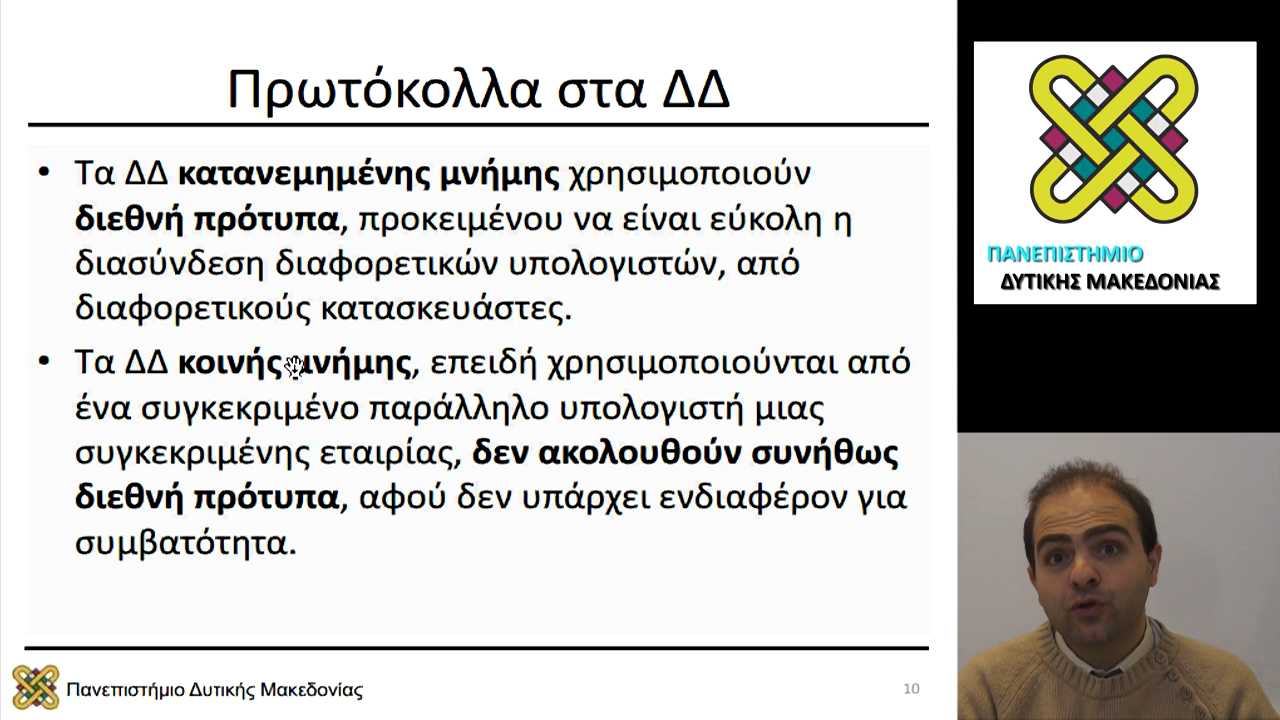 Πρωτόκολλα στα ΔΔ
• Τα ΔΔ κατανεμημένης μνήμης χρησιμοποιούν
διεθνή πρότυπα, προκειμένου να είναι εύκολη η
διασύνδεση διαφορετικών υπολογιστών, από
διαφορετικούς κατασκευάστες.
• Τα ΔΔ κοινής μνήμης, επειδή χρησιμοποιούνται από
ένα συγκεκριμένο παράλληλο υπολογιστή μιας
συγκεκριμένης εταιρίας, δεν ακολουθούν συνήθως
διεθνή πρότυπα, αφού δεν υπάρχει ενδιαφέρον για
συμβατότητα.
Πανεπιστήμιο Δυτικής Μακεδονίας
10
ΠΑΝΕΠΙΣΤΗΜΙΟ
ΔΥΤΙΚΗΣ ΜΑΚΕΔΟΝΙΑΣ